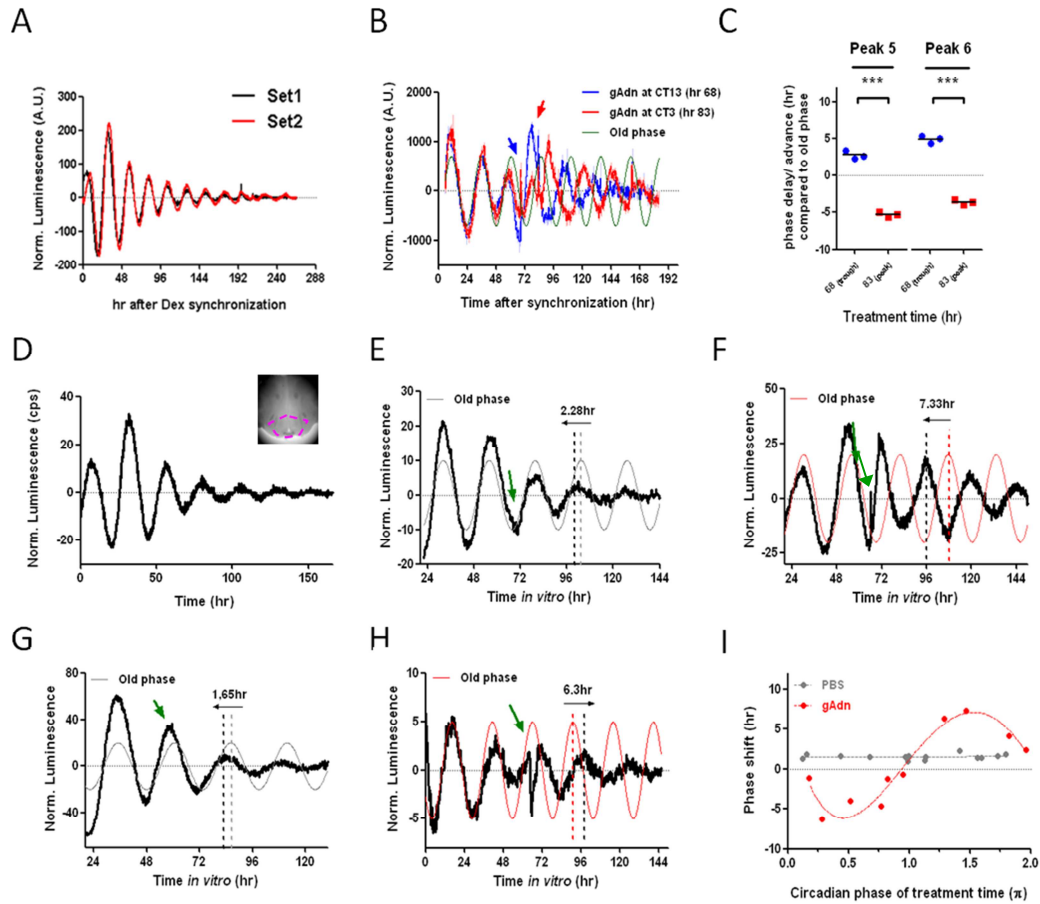 A
B
C
Norm. Luminescence (A.U.)
300
200
100
0
-100
-200
0 48 96 144 192 240 288
hr after Dex synchronization
Set1
Set2
Norm. Luminescence (A.U.)
2000
1000
0
-1000
0 24 48 72 96 120 144 168 192
Time after synchronization (hr)
gAdn at CT13 (hr 68)
gAdn at CT3 (hr 83)
Old phase
Peak 5 Peak 6
*** ***
phase delay/ advance (hr)
compared to old phase
10
5
0
-5
-10
68 (trough) 83 (peak) 68 (trough) 83 (peak)
Treatment time (hr)
D
E
F
Norm. Luminescence (cps)
40
20
0
-20
0 50 100 150
Time (hr)
Norm. Luminescence
30
20
10
0
-10
-20
24 48 72 96 120 144
Time in vitro (hr)
Old phase
2.28hr
Norm. Luminescence
50
25
0
-25
24 48 72 96 120 144
Time in vitro (hr)
Old phase
7.33hr
G
H
I
Norm. Luminescence
80
40
0
-40
24 48 72 96 120
Time in vitro (hr)
Old phase
1,65hr
Norm. Luminescence
10
5
0
-5
0 24 48 72 96 120 144
Time in vitro (hr)
Old phase
6.3hr
Phase shift (hr)
10
5
0
-5
-10
0.0 0.5 1.0 1.5 2.0
Circadian phase of treatment time (π)
PBS
gAdn